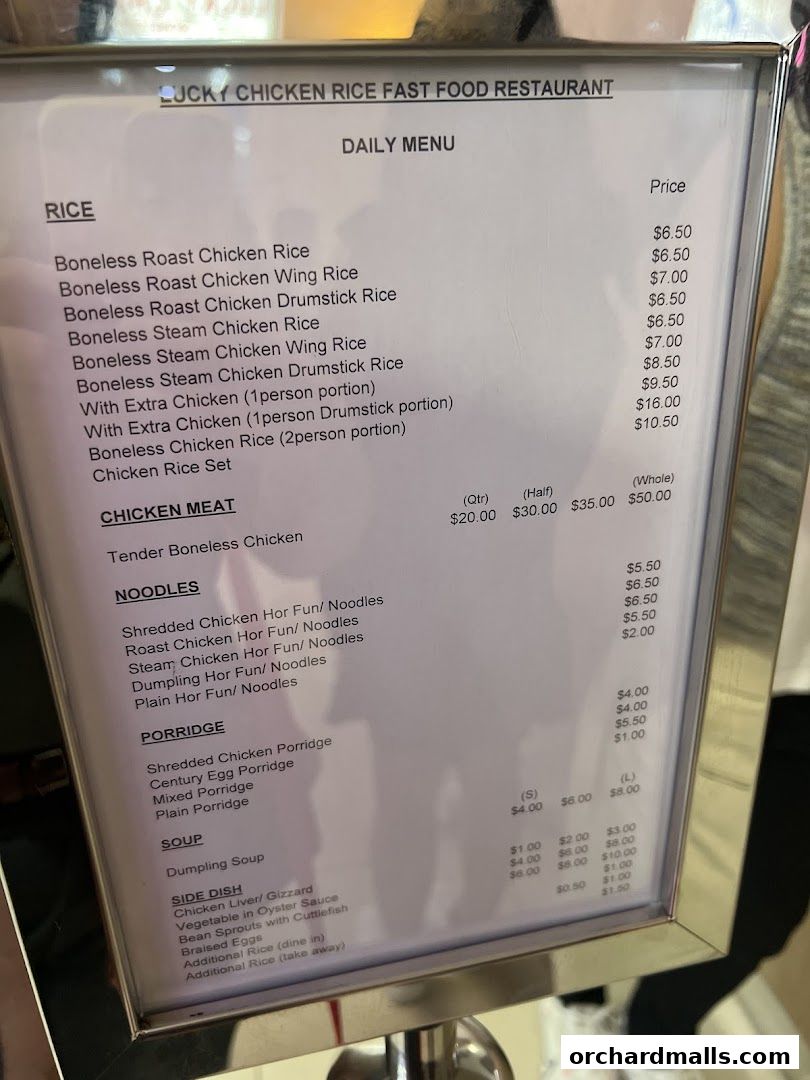 LUCKY CHICKEN RICE FAST FOOD RESTAURANT
DAILY MENU
Price
RICE
Boneless Roast Chicken Rice $6.50
Boneless Roast Chicken Wing Rice $6.50
Boneless Roast Chicken Drumstick Rice $7.00
Boneless Steam Chicken Rice $6.50
Boneless Steam Chicken Wing Rice $6.50
Boneless Steam Chicken Drumstick Rice $7.00
With Extra Chicken (1person portion) $8.50
With Extra Chicken (1person Drumstick portion) $9.50
Boneless Chicken Rice (2person portion) $16.00
Chicken Rice Set $10.50
CHICKEN MEAT (Qtr) (Half) (Whole)
Tender Boneless Chicken $20.00 $30.00 $35.00 $50.00
NOODLES
Shredded Chicken Hor Fun/ Noodles $5.50
Roast Chicken Hor Fun/ Noodles $6.50
Steam Chicken Hor Fun/ Noodles $6.50
Dumpling Hor Fun/ Noodles $5.50
Plain Hor Fun/ Noodles $2.00
PORRIDGE
Shredded Chicken Porridge $4.00
Century Egg Porridge $4.00
Mixed Porridge $5.50
Plain Porridge $1.00
SOUP (S) (L)
Dumpling Soup $4.00 $6.00 $8.00
SIDE DISH
Chicken Liver/ Gizzard $1.00 $2.00 $3.00
Vegetable in Oyster Sauce $4.00 $6.00 $8.00
Bean Sprouts with Cuttlefish $6.00 $8.00 $10.00
Braised Eggs $1.00
Additional Rice (dine in) $0.50 $1.00
Additional Rice (take away) $1.50
orchardmalls.com